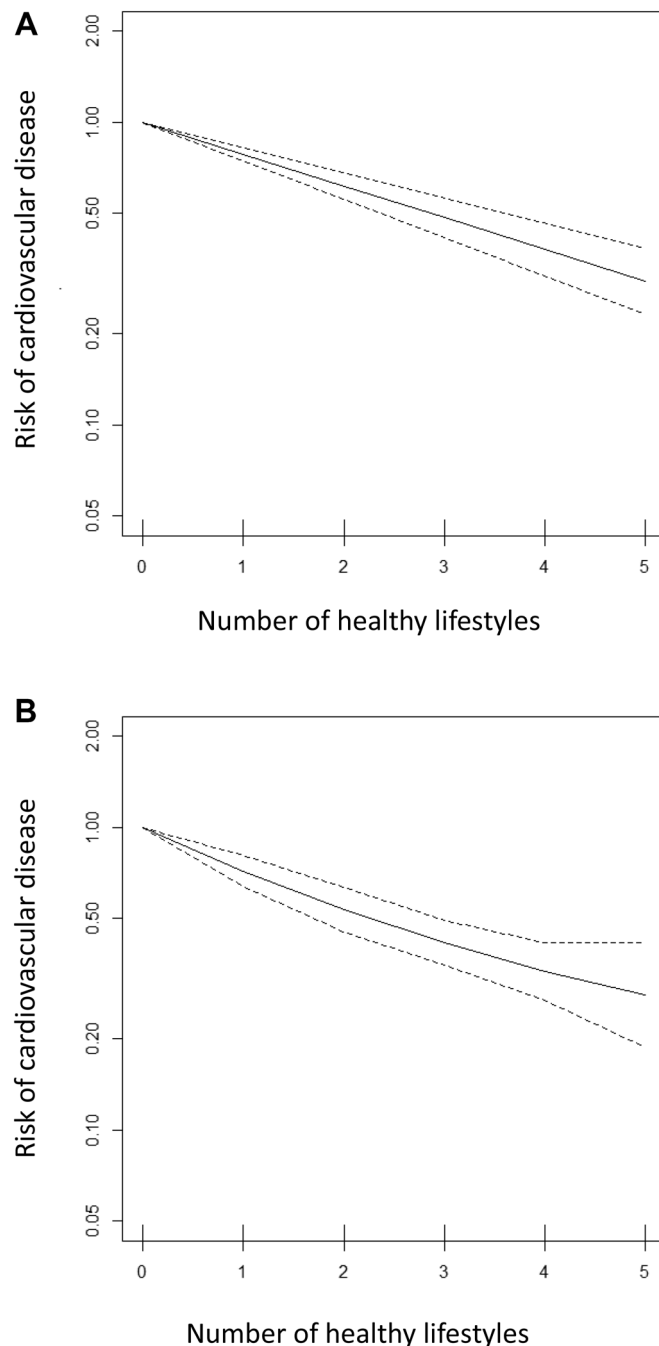 A
Risk of cardiovascular disease
2.00
1.00
0.50
0.20
0.10
0.05
0 1 2 3 4 5
Number of healthy lifestyles
B
Risk of cardiovascular disease
2.00
1.00
0.50
0.20
0.10
0.05
0 1 2 3 4 5
Number of healthy lifestyles